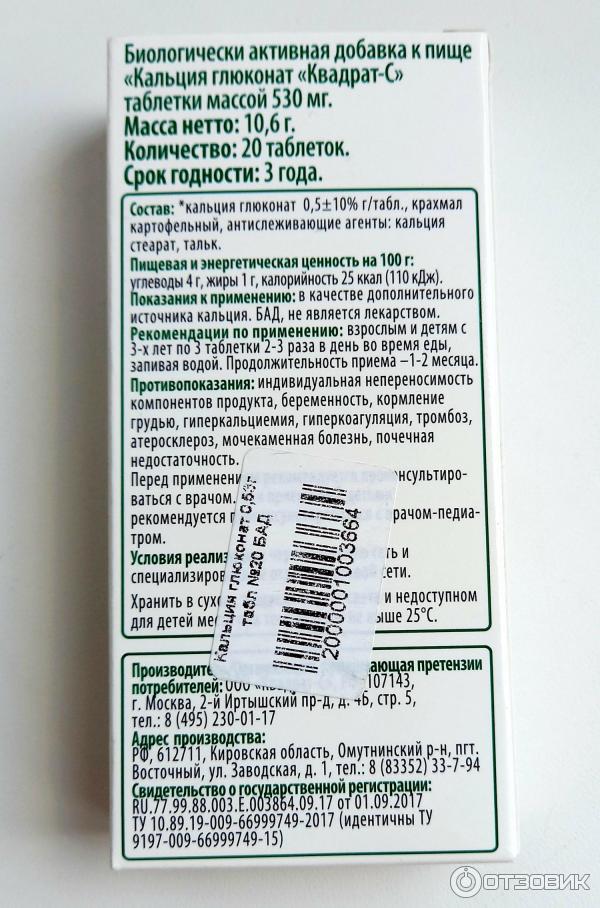 Биологически активная добавка к пище
«Кальция глюконат «Квадрат-С»
таблетки массой 530 мг.
Масса нетто: 10,6 г.
Количество: 20 таблеток.
Срок годности: 3 года.
Состав: *кальция глюконат 0,5±10% г/табл., крахмал
картофельный, антислеживающие агенты: кальция
стеарат, тальк.
Пищевая и энергетическая ценность на 100 г:
углеводы 4 г, жиры 1 г, калорийность 25 ккал (110 кДж).
Показания к применению: в качестве дополнительного
источника кальция. БАД, не является лекарством.
Рекомендации по применению: взрослым и детям с
3-х лет по 3 таблетки 2-3 раза в день во время еды,
запивая водой. Продолжительность приема –1-2 месяца.
Противопоказания: индивидуальная непереносимость
компонентов продукта, беременность, кормление
грудью, гиперкальциемия, гиперкоагуляция, тромбоз,
атеросклероз, мочекаменная болезнь, почечная
недостаточность.
Перед применени
ваться с врачом.
рекомендуется п врачом-педиа-
тром.
Условия реализ ть и
специализиров сети.
Хранить в сухо и недоступном
для детей мес выше 25°С.
Кальция глюконат 0,53г
табл №20 БАД
2000001003664
Производител ающая претензии
потребителей: ООО 107143,
г. Москва, 2-й Иртышский пр-д, д. 4Б, стр. 5,
тел.: 8 (495) 230-01-17
Адрес производства:
РФ, 612711, Кировская область, Омутнинский р-н, пгт.
Восточный, ул. Заводская, д. 1, тел.: 8 (83352) 33-7-94
Свидетельство о государственной регистрации:
RU.77.99.88.003.Е.003864.09.17 от 01.09.2017
ТУ 10.89.19-009-66999749-2017 (идентичны ТУ
9197-009-66999749-15)
ОТЗОВИК